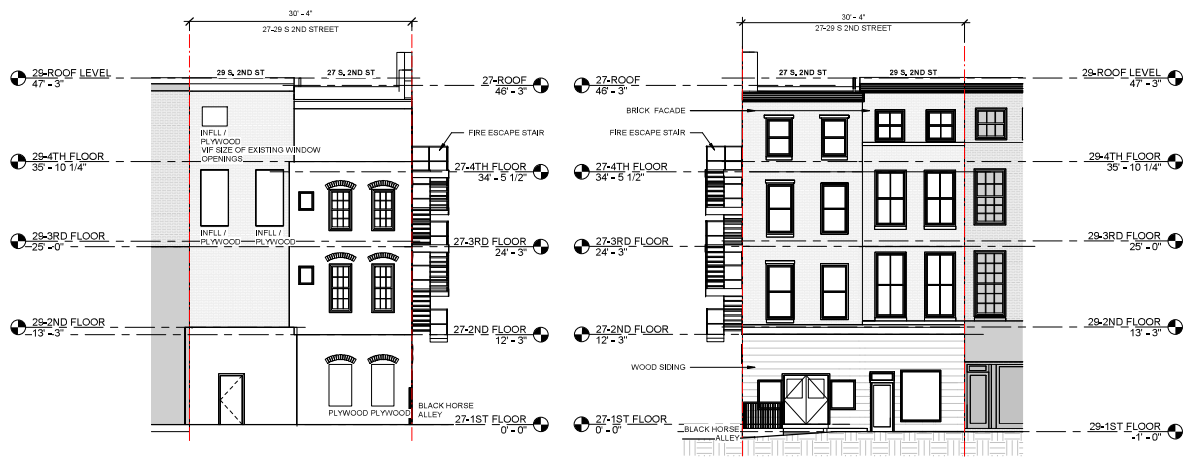 30' - 4"
27-29 S 2ND STREET
29 S. 2ND ST
27 S. 2ND ST
29-ROOF LEVEL
47' - 3"
27-ROOF
46' - 3"
INFLL /
PLYWOOD
VIF SIZE OF EXISTING WINDOW
OPENINGS
FIRE ESCAPE STAIR
29-4TH FLOOR
35' - 10 1/4"
27-4TH FLOOR
34' - 5 1/2"
INFLL /
PLYWOOD
INFLL /
PLYWOOD
29-3RD FLOOR
25' - 0"
27-3RD FLOOR
24' - 3"
29-2ND FLOOR
13' - 3"
27-2ND FLOOR
12' - 3"
PLYWOOD
PLYWOOD
BLACK HORSE
ALLEY
27-1ST FLOOR
0' - 0"
30' - 4"
27-29 S 2ND STREET
27 S. 2ND ST
29 S. 2ND ST
27-ROOF
46' - 3"
29-ROOF LEVEL
47' - 3"
BRICK FACADE
FIRE ESCAPE STAIR
27-4TH FLOOR
34' - 5 1/2"
29-4TH FLOOR
35' - 10 1/4"
27-3RD FLOOR
24' - 3"
29-3RD FLOOR
25' - 0"
27-2ND FLOOR
12' - 3"
29-2ND FLOOR
13' - 3"
WOOD SIDING
27-1ST FLOOR
0' - 0"
BLACK HORSE
ALLEY
29-1ST FLOOR
-1' - 0"